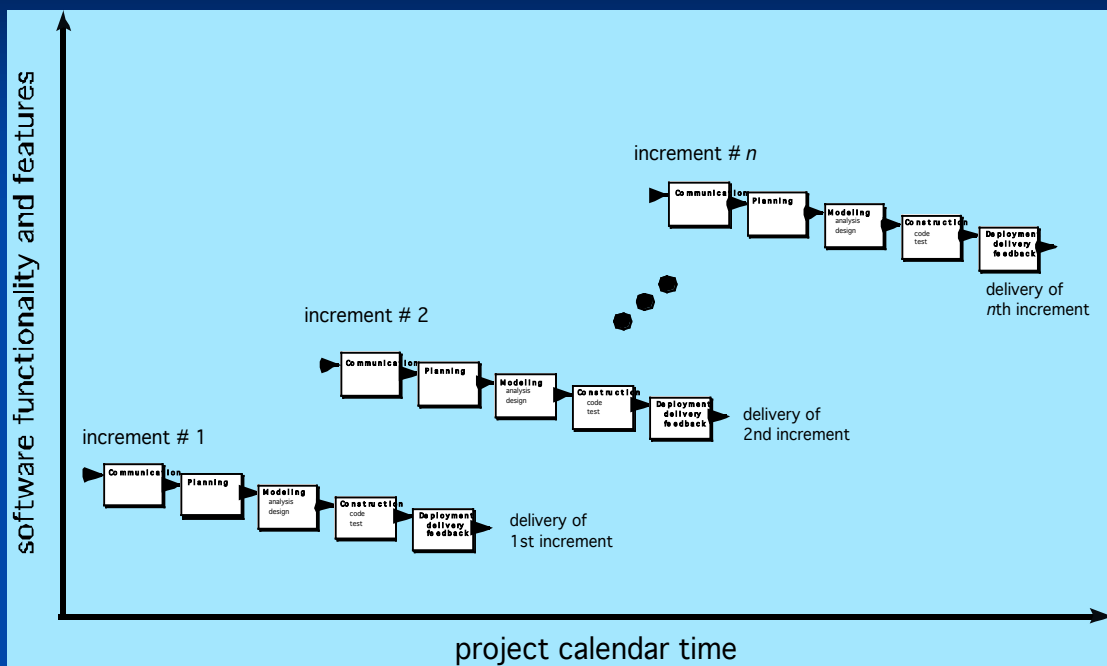 software functionality and features
increment # n
Communication
Planning
Modeling
analysis
design
Construction
code
test
Deployment
delivery
feedback
delivery of
nth increment
increment # 2
Communication
Planning
Modeling
analysis
design
Construction
code
test
Deployment
delivery
feedback
delivery of
2nd increment
increment # 1
Communication
Planning
Modeling
analysis
design
Construction
code
test
Deployment
delivery
feedback
delivery of
1st increment
project calendar time